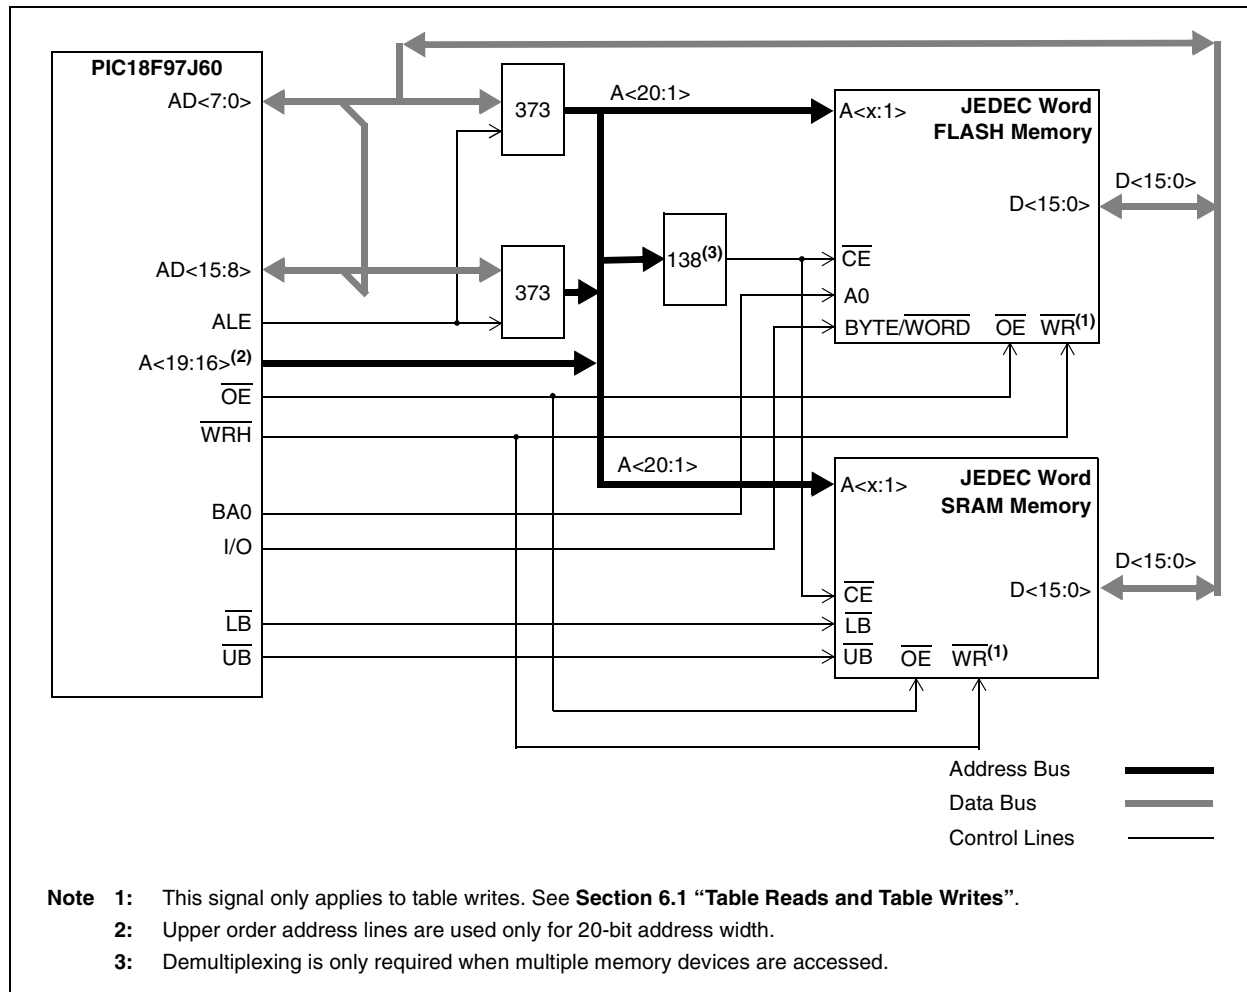 PIC18F97J60
AD<7:0>
AD<15:8>
ALE
A<19:16>(2)
OE
WRH
BA0
I/O
LB
UB
373
373
A<20:1>
138(3)
A<20:1>
A<x:1>
JEDEC Word
FLASH Memory
D<15:0>
CE
A0
BYTE/WORD OE WR(1)
D<15:0>
A<x:1>
JEDEC Word
SRAM Memory
D<15:0>
CE
LB
UB OE WR(1)
D<15:0>
Address Bus
Data Bus
Control Lines
Note 1: This signal only applies to table writes. See Section 6.1 “Table Reads and Table Writes”.
2: Upper order address lines are used only for 20-bit address width.
3: Demultiplexing is only required when multiple memory devices are accessed.